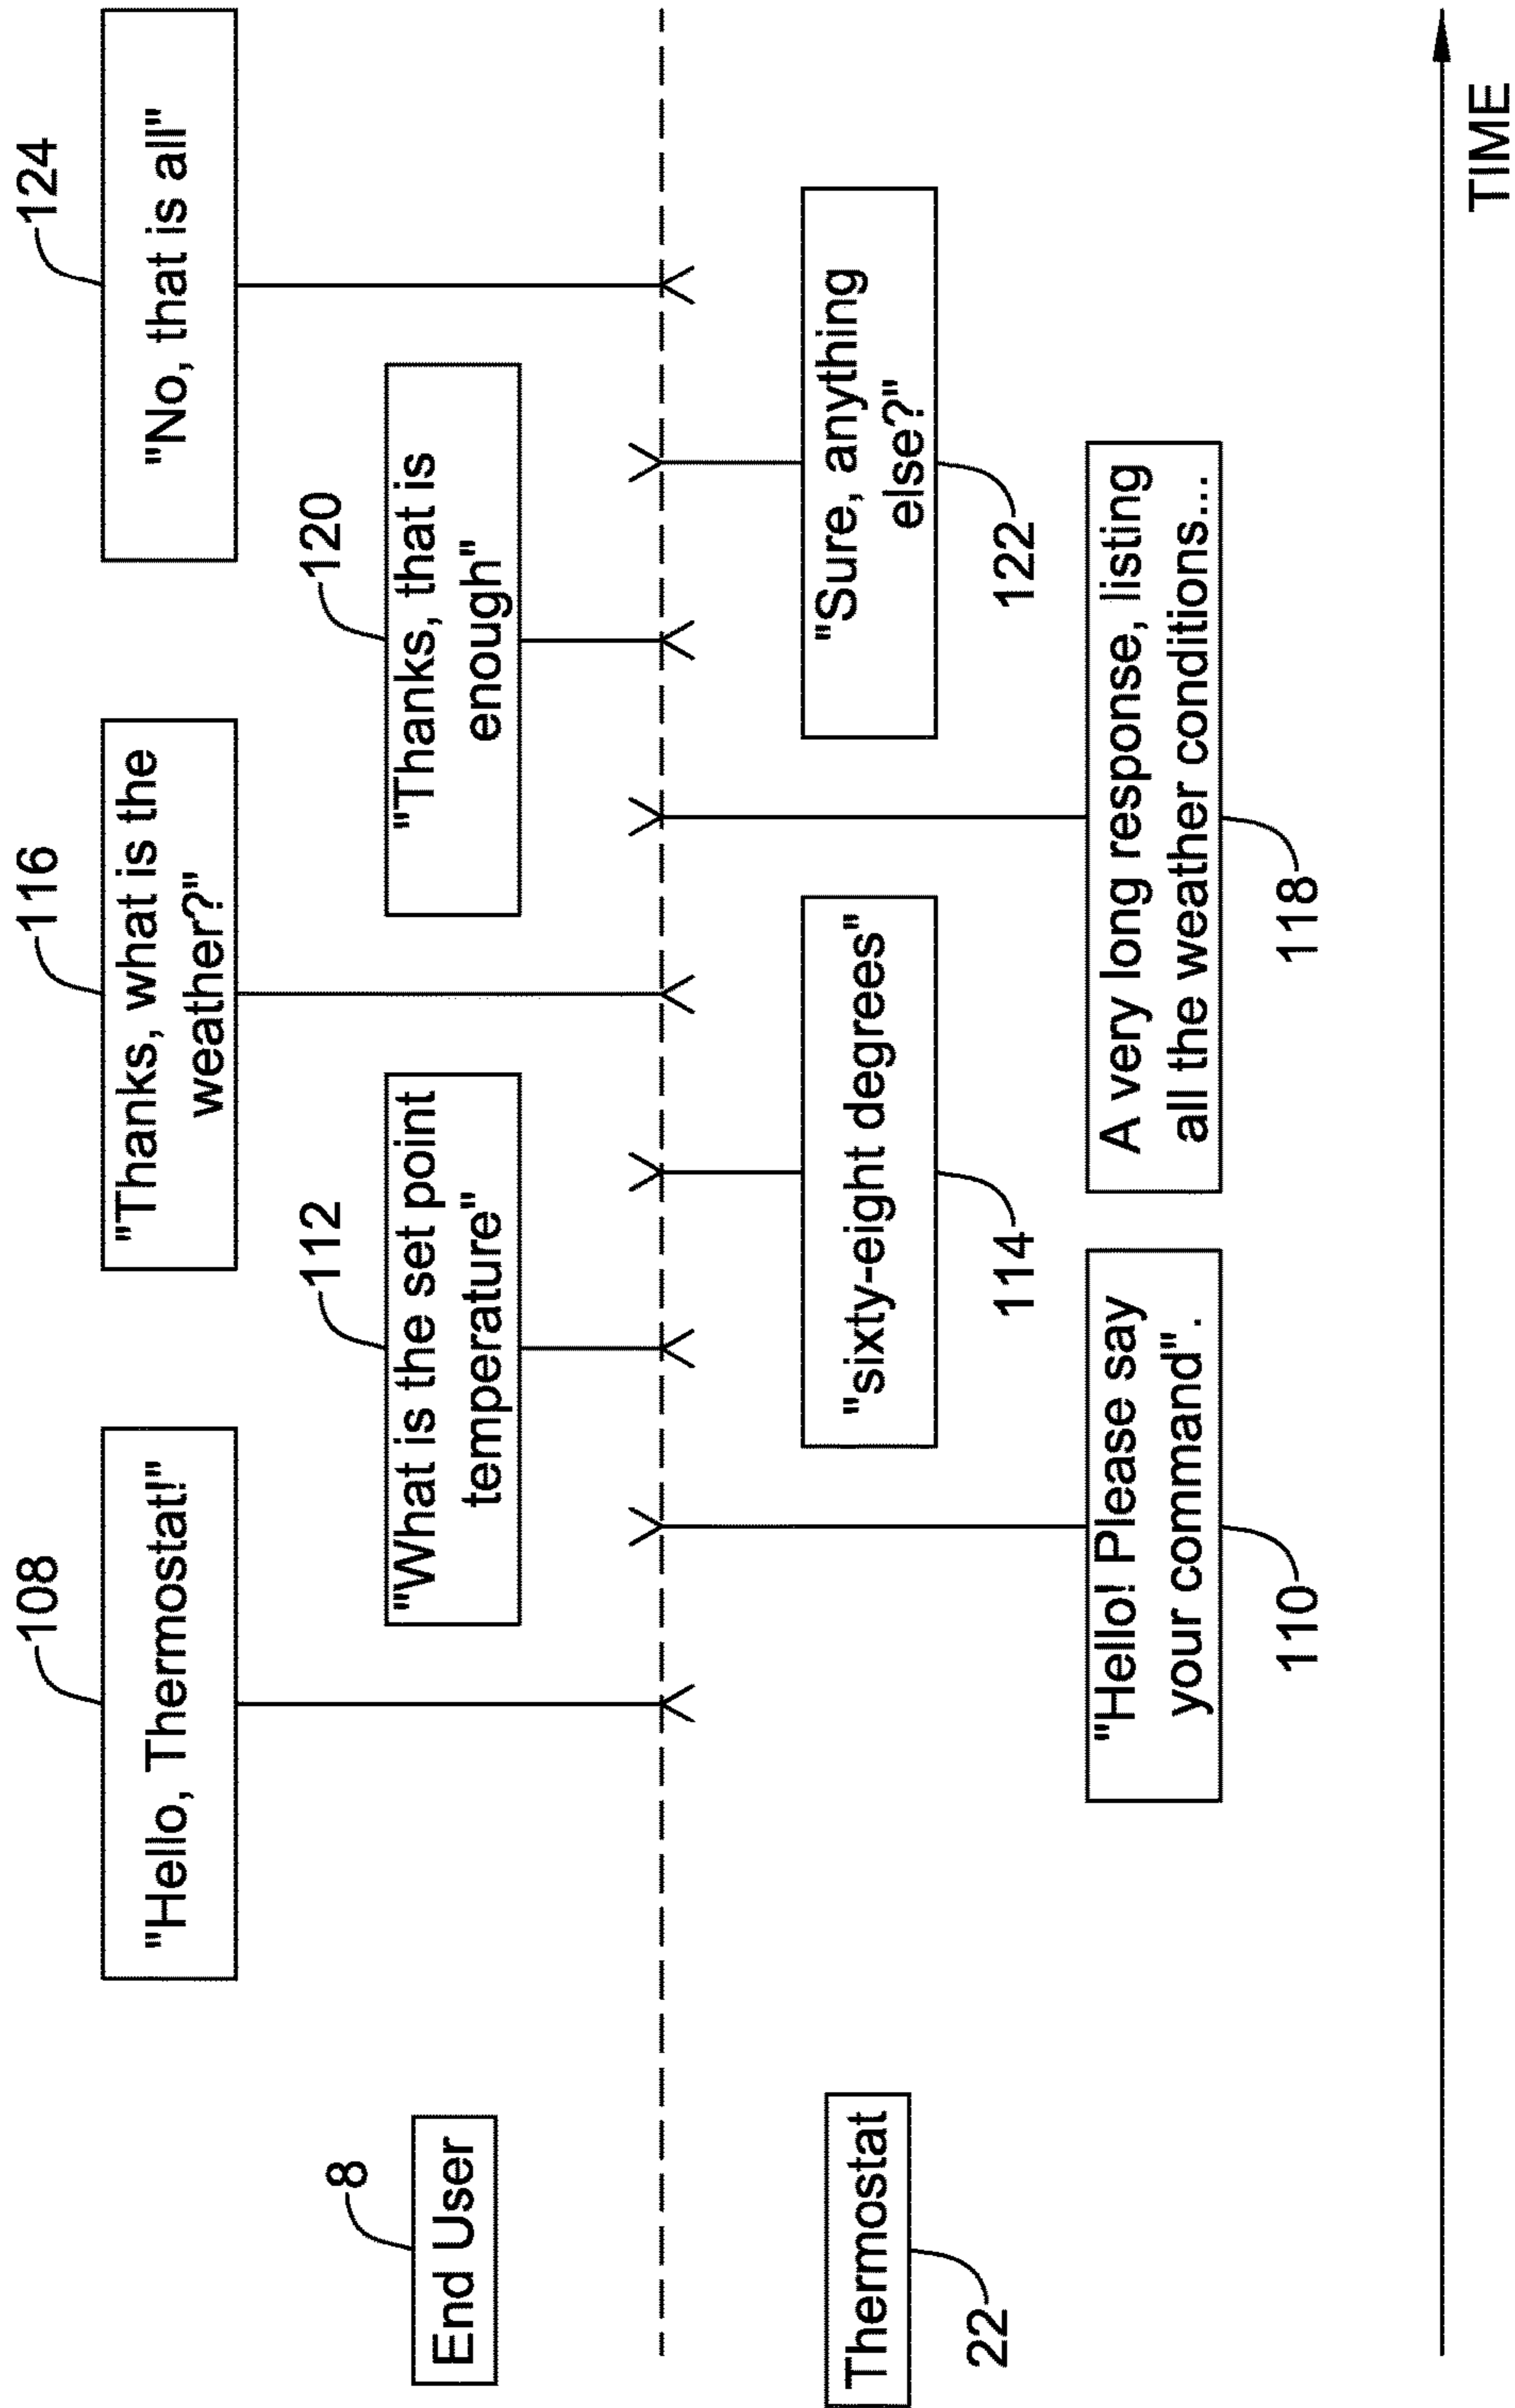 8
End User
Thermostat
22
108
"Hello, Thermostat!"
"Hello! Please say
your command".
110
112
"What is the set point
temperature"
"sixty-eight degrees"
114
116
"Thanks, what is the
weather?"
A very long response, listing
all the weather conditions...
118
120
"Thanks, that is
enough"
"Sure, anything
else?"
122
124
"No, that is all"
TIME